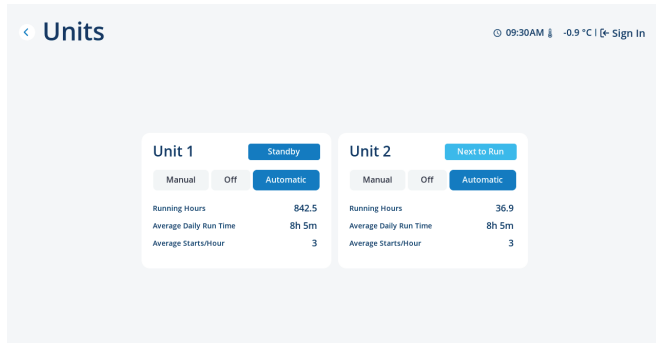 Units
09:30AM -0.9 °C | Sign In
Unit 1
Standby
Manual Off Automatic
Running Hours 842.5
Average Daily Run Time 8h 5m
Average Starts/Hour 3
Unit 2
Next to Run
Manual Off Automatic
Running Hours 36.9
Average Daily Run Time 8h 5m
Average Starts/Hour 3